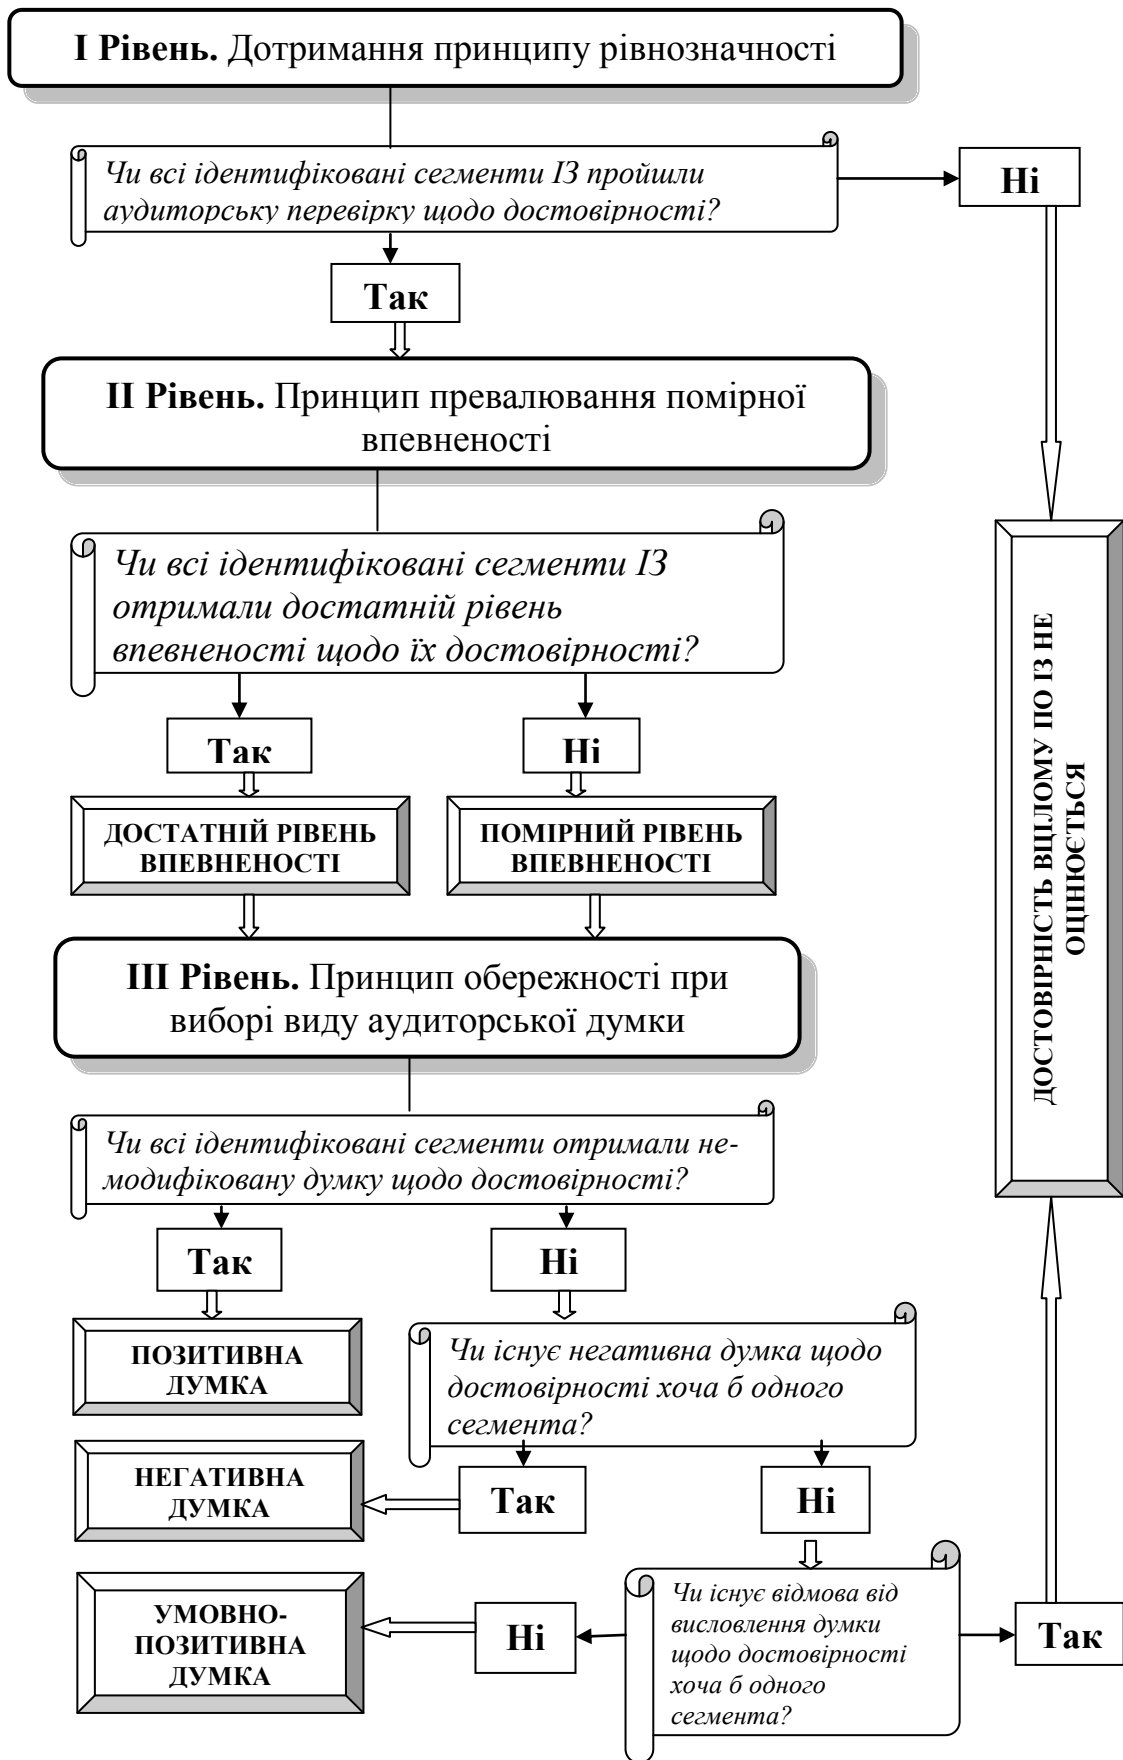 I Рівень. Дотримання принципу рівнозначності
Чи всі ідентифіковані сегменти ІЗ пройшли
аудиторську перевірку щодо достовірності?
Ні
Так
II Рівень. Принцип превалювання помірної
впевненості
Чи всі ідентифіковані сегменти ІЗ
отримали достатній рівень
впевненості щодо їх достовірності?
Так
Ні
ДОСТАТНІЙ РІВЕНЬ
ВПЕВНЕНОСТІ
ПОМІРНИЙ РІВЕНЬ
ВПЕВНЕНОСТІ
ДОСТОВІРНІСТЬ ВЦІЛОМУ ПО ІЗ НЕ
ОЦІНЮЄТЬСЯ
III Рівень. Принцип обережності при
виборі виду аудиторської думки
Чи всі ідентифіковані сегменти отримали не-
модифіковану думку щодо достовірності?
Так
Ні
ПОЗИТИВНА
ДУМКА
Чи існує негативна думка щодо
достовірності хоча б одного
сегмента?
НЕГАТИВНА
ДУМКА
Так
Ні
УМОВНО-
ПОЗИТИВНА
ДУМКА
Ні
Чи існує відмова від
висловлення думки
щодо достовірності
хоча б одного
сегмента?
Так